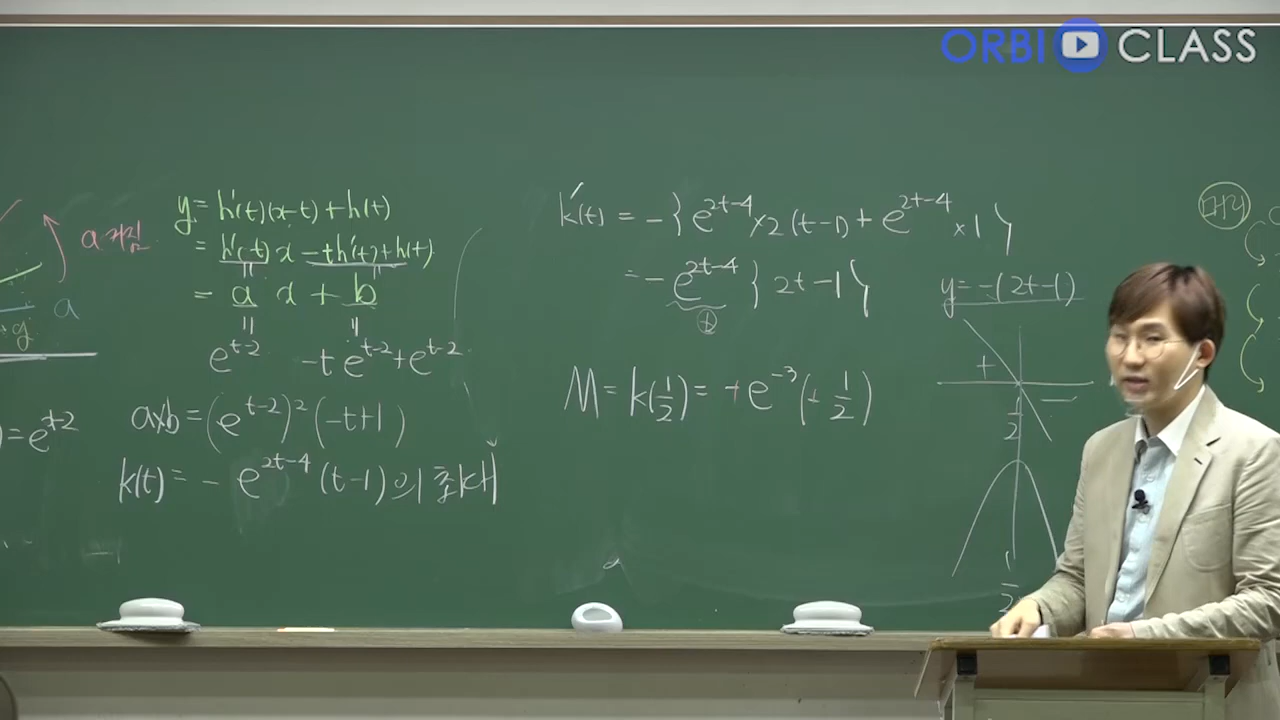 ORBI CLASS
a 커짐
a
+g
) = e^{t-2}
y = h'(t)(x-t) + h(t)
= h'(t)x - th'(t) + h(t)
= a x + b
e^{t-2} -t e^{t-2} + e^{t-2}
a×b = (e^{t-2})² (-t+1)
k(t) = - e^{2t-4} (t-1) 의 최대
k'(t) = - { e^{2t-4} × 2(t-1) + e^{2t-4} × 1 }
= - e^{2t-4} { 2t-1 }
⊕
M = k(1/2) = + e^{-3} (+ 1/2)
y = -(2t-1)
+ -
1/2
1/2